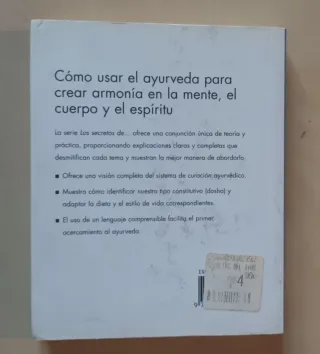 Cómo usar el ayurveda para
crear armonía en la mente, el
cuerpo y el espíritu
La serie Los secretos de... ofrece una conjunción única de teoría y
práctica, proporcionando explicaciones claras y completas que
desmitifican cada tema y muestran la mejor manera de abordarlo.
• Ofrece una visión completa del sistema de curación ayurvédica.
• Muestra cómo identificar nuestro tipo constitutivo (dosha) y
adaptar la dieta y el estilo de vida correspondientes.
• El uso de un lenguaje comprensible facilita el primer
acercamiento al ayurveda.